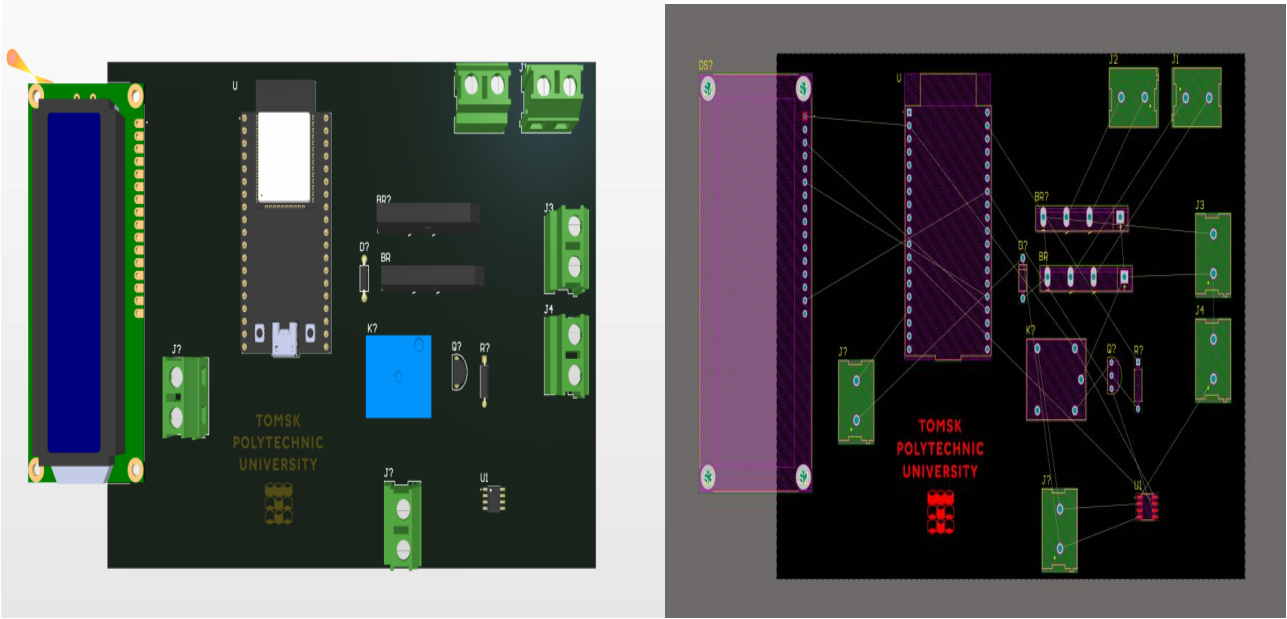 U
J1
BR?
J3
D?
BR
J4
K?
J?
Q?
R?
TOMSK
POLYTECHNIC
UNIVERSITY
J?
U1
DS?
U
J2
J1
BR?
J3
D?
BR
J4
K?
J?
Q?
R?
TOMSK
POLYTECHNIC
UNIVERSITY
J?
U1